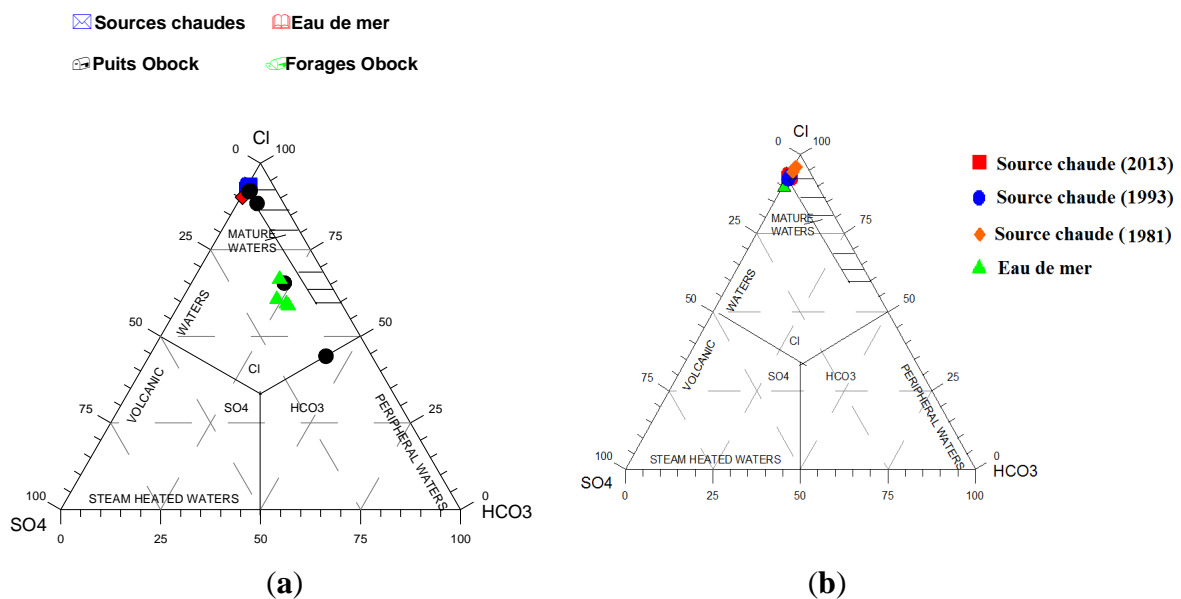 Sources chaudes Eau de mer
Puits Obock Forages Obock
Cl
0 100
25 MATURE WATERS 75
WATERS
50 50
Cl
VOLCANIC
SO4 HCO3
75 25
PERIPHERAL WATERS
STEAM HEATED WATERS
100 0
SO4 HCO3
0 25 50 75 100
(a)
Cl
0 100
25 MATURE WATERS 75
WATERS
50 50
Cl
VOLCANIC
SO4 HCO3
75 25
PERIPHERAL WATERS
STEAM HEATED WATERS
100 0
SO4 HCO3
0 25 50 75 100
Source chaude (2013)
Source chaude (1993)
Source chaude (1981)
Eau de mer
(b)